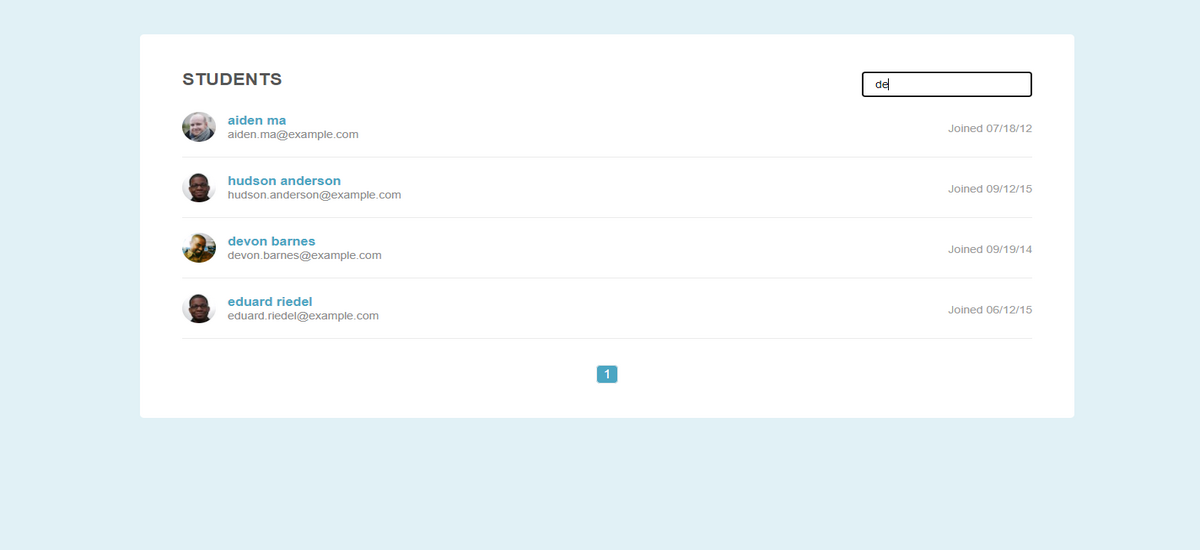 STUDENTS
de
aiden ma
aiden.ma@example.com
Joined 07/18/12
hudson anderson
hudson.anderson@example.com
Joined 09/12/15
devon barnes
devon.barnes@example.com
Joined 09/19/14
eduard riedel
eduard.riedel@example.com
Joined 06/12/15
1